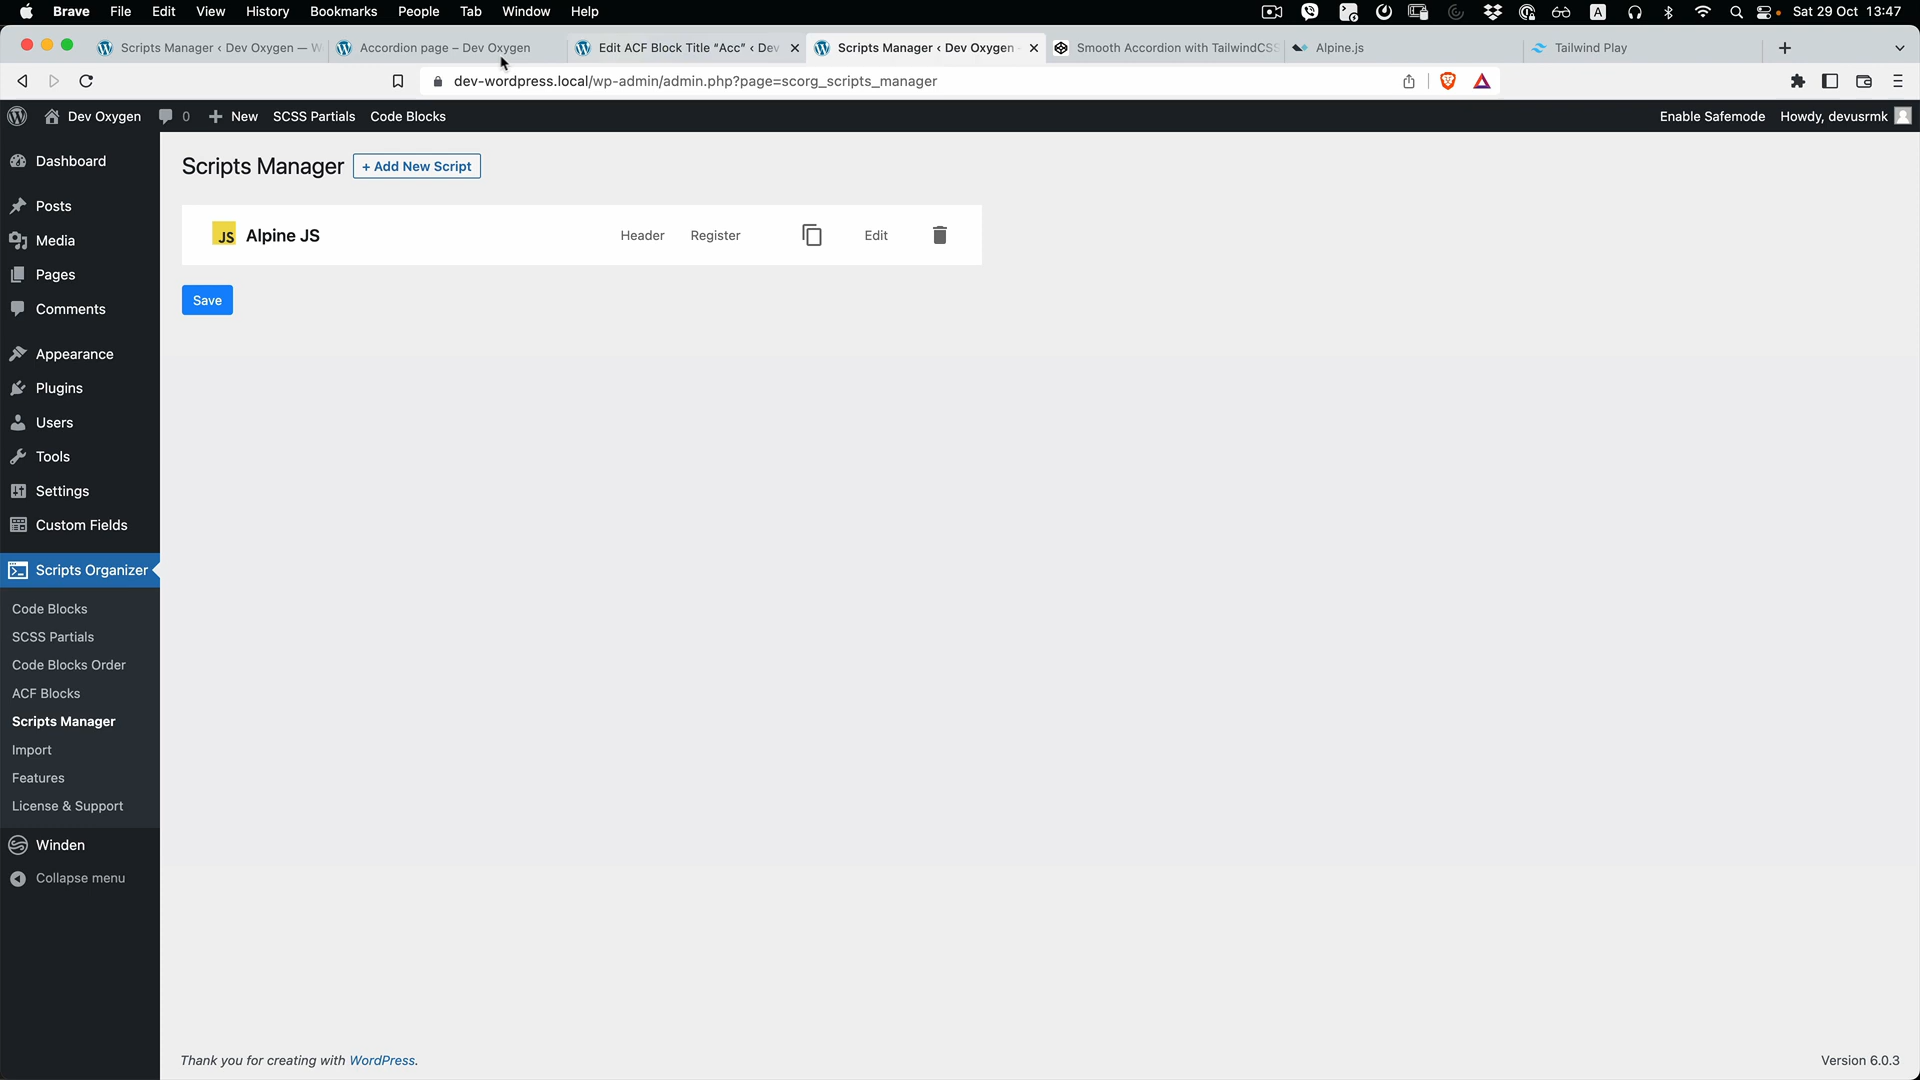 Brave File Edit View History Bookmarks People Tab Window Help Sat 29 Oct 13:47
Scripts Manager ‹ Dev Oxygen — W Accordion page – Dev Oxygen Edit ACF Block Title “Acc” ‹ Dev Scripts Manager ‹ Dev Oxygen Smooth Accordion with TailwindCSS Alpine.js Tailwind Play
dev-wordpress.local/wp-admin/admin.php?page=scorg_scripts_manager
Dev Oxygen 0 New SCSS Partials Code Blocks Enable Safemode Howdy, devusrmk
Dashboard
Posts
Media
Pages
Comments
Appearance
Plugins
Users
Tools
Settings
Custom Fields
Scripts Organizer
Code Blocks
SCSS Partials
Code Blocks Order
ACF Blocks
Scripts Manager
Import
Features
License & Support
Winden
Collapse menu
Scripts Manager + Add New Script
JS Alpine JS Header Register Edit
Save
Thank you for creating with WordPress. Version 6.0.3